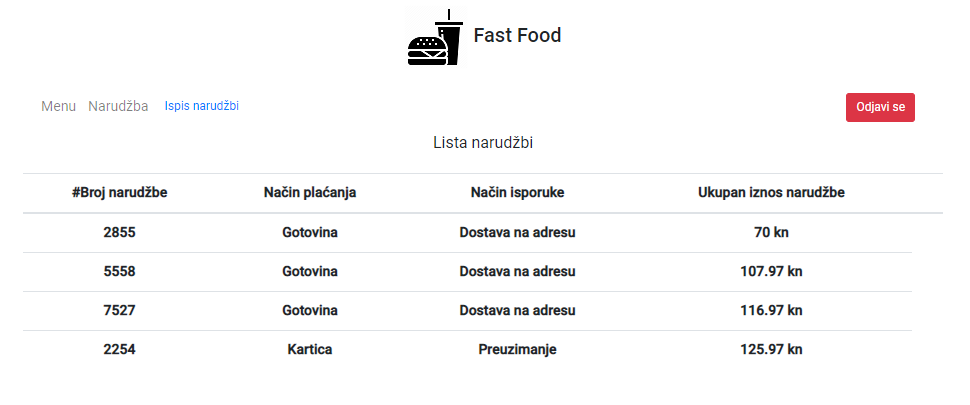 Fast Food
Menu Narudžba Ispis narudžbi Odjavi se
Lista narudžbi
#Broj narudžbe Način plaćanja Način isporuke Ukupan iznos narudžbe
2855 Gotovina Dostava na adresu 70 kn
5558 Gotovina Dostava na adresu 107.97 kn
7527 Gotovina Dostava na adresu 116.97 kn
2254 Kartica Preuzimanje 125.97 kn